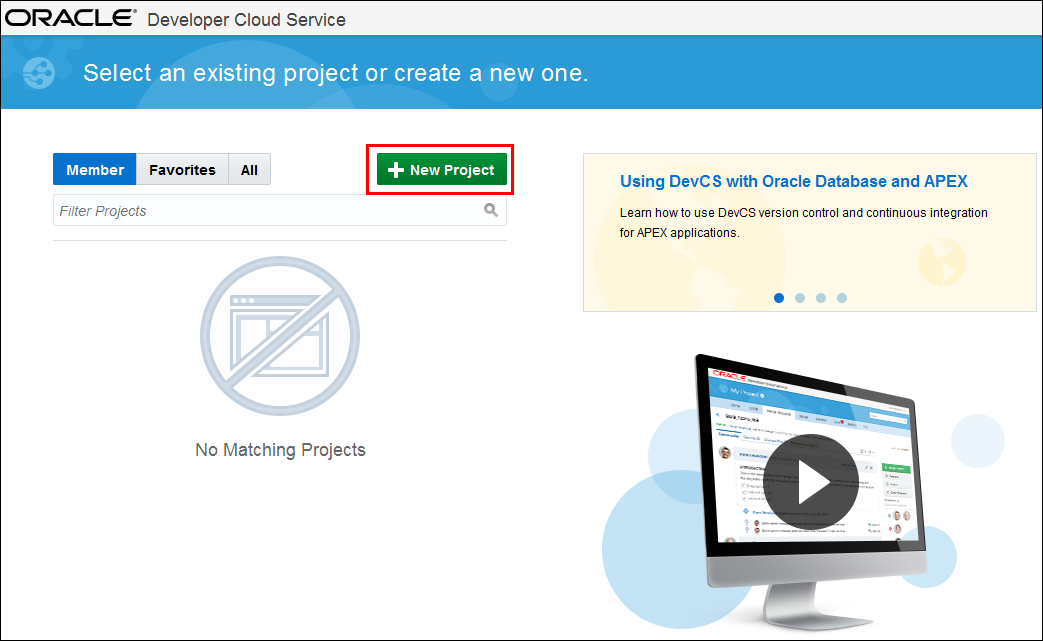 ORACLE® Developer Cloud Service
Select an existing project or create a new one.
Member Favorites All
New Project
Filter Projects
No Matching Projects
Using DevCS with Oracle Database and APEX
Learn how to use DevCS version control and continuous integration
for APEX applications.
ORACLE